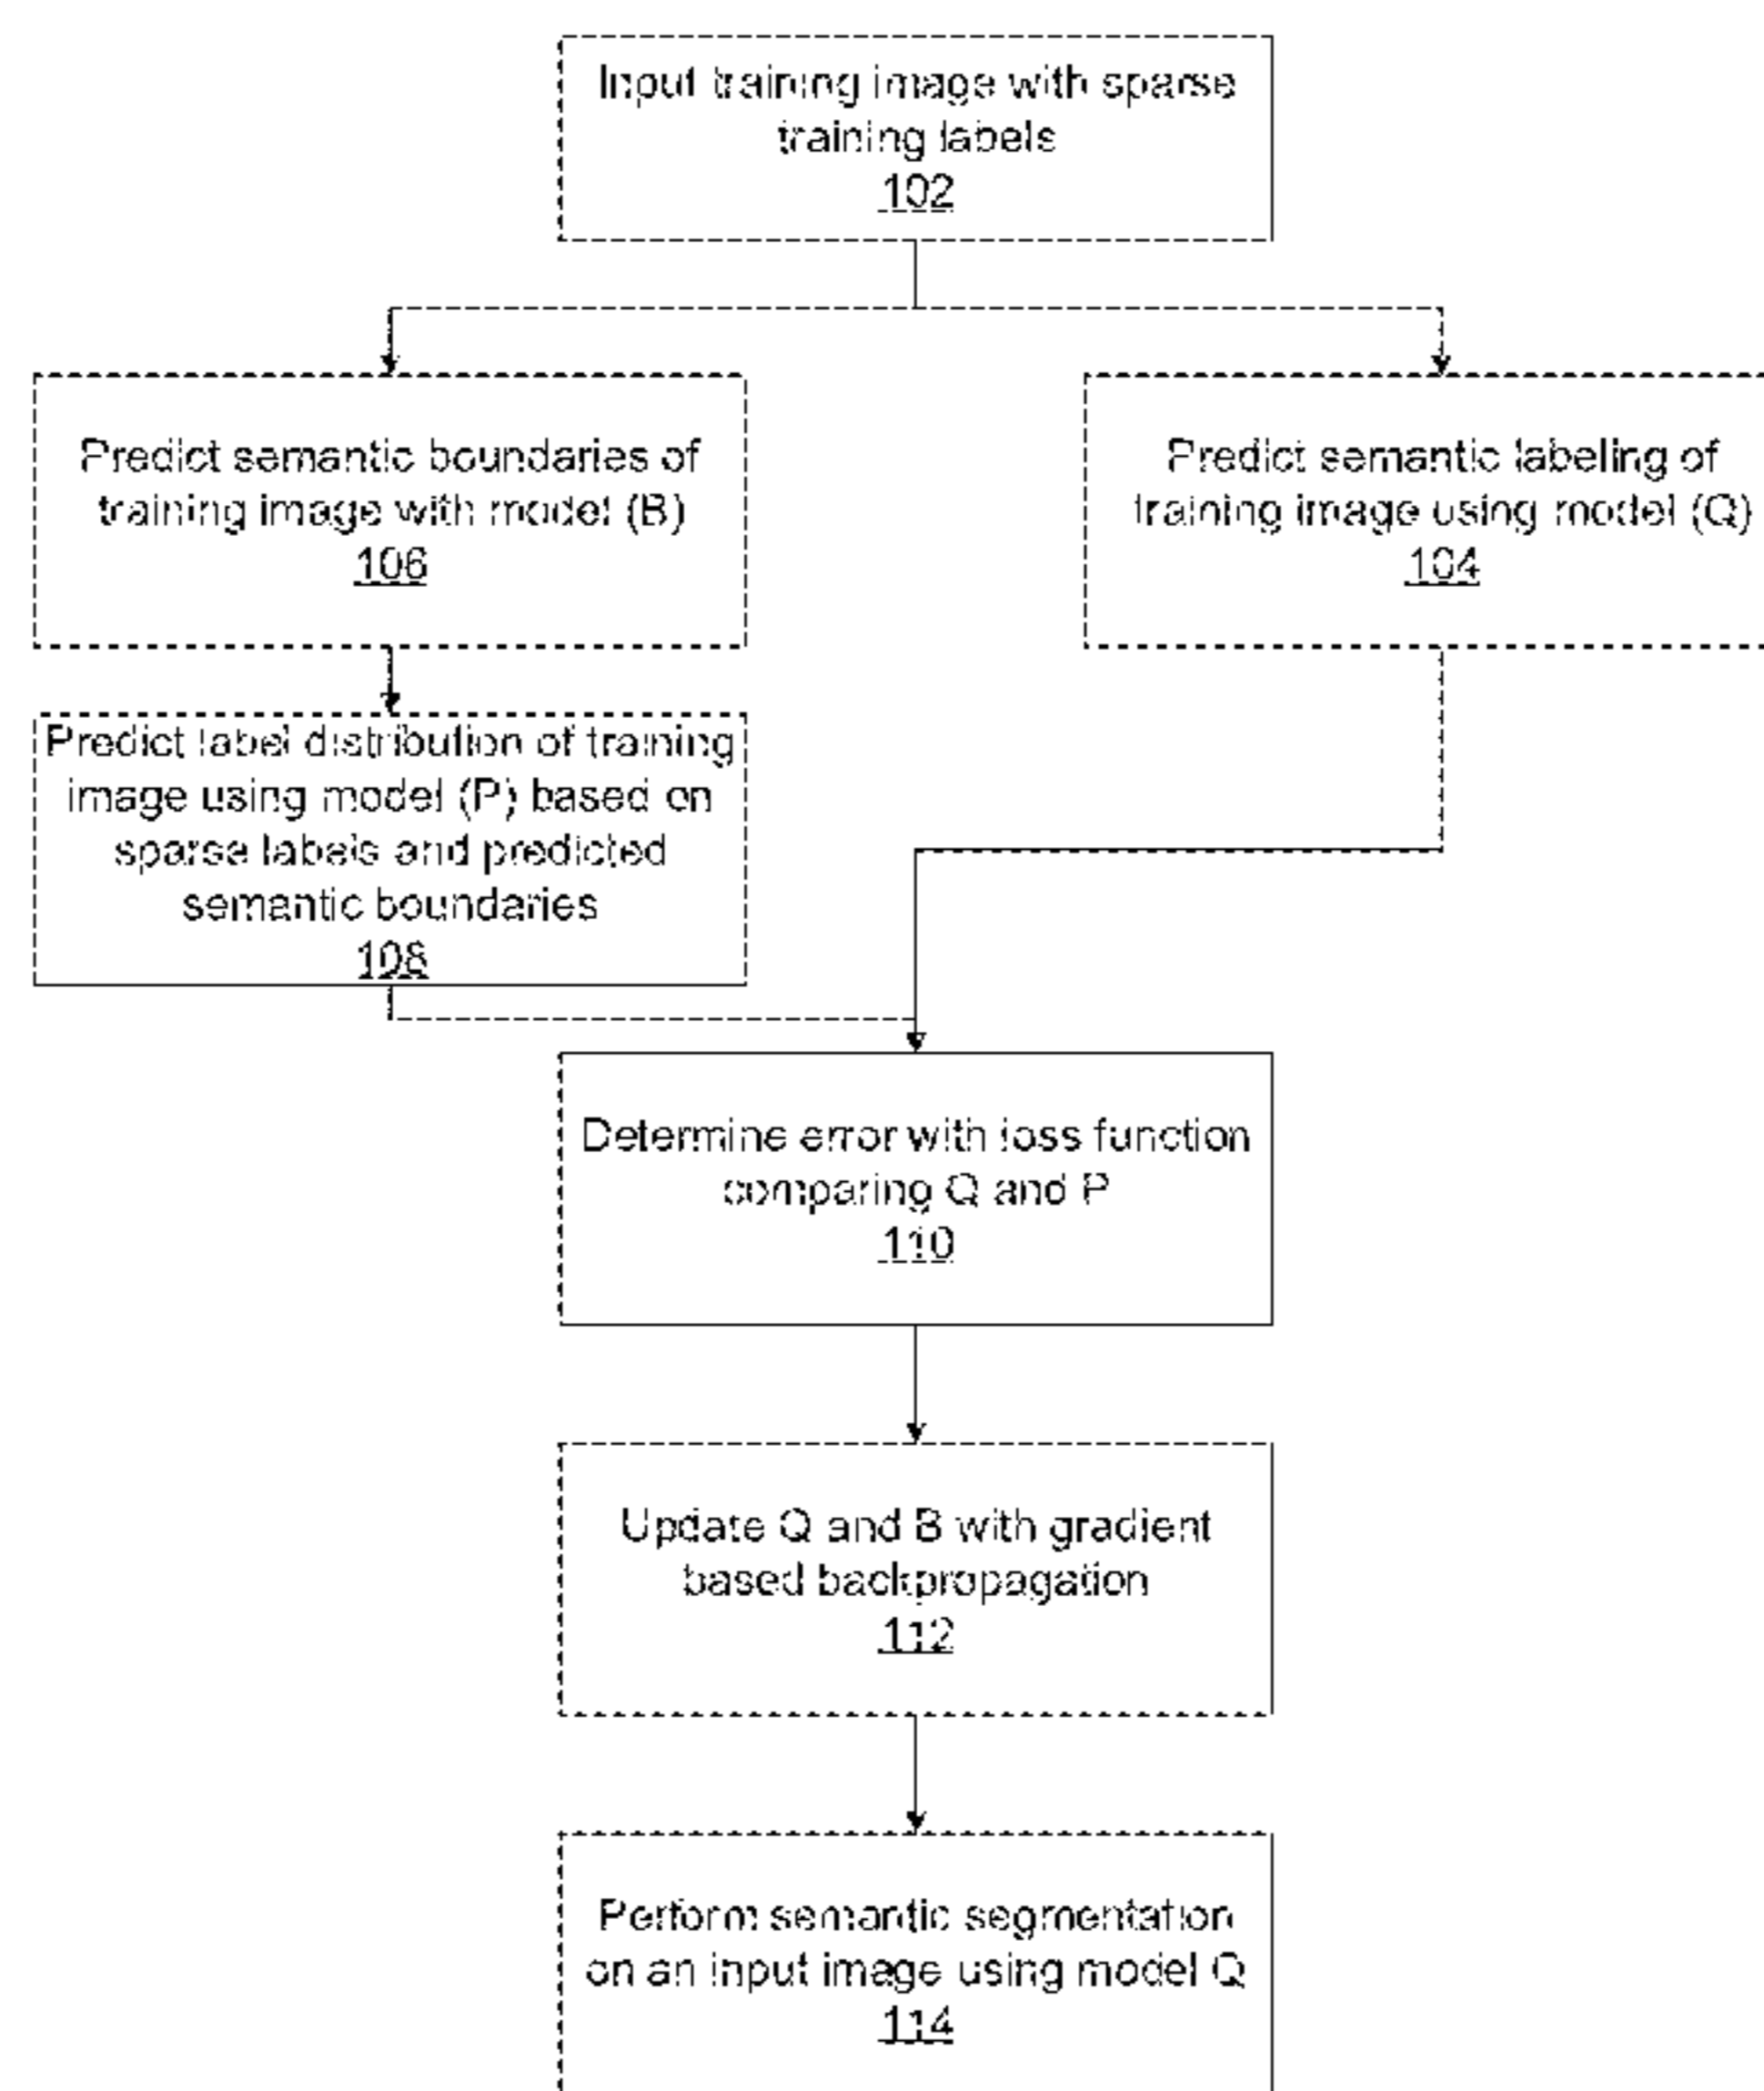 Input training image with sparse
training labels
102
Predict semantic boundaries of
training image with model (B)
106
Predict semantic labelling of
training image using model (Q)
104
Predict label distribution of training
image using model (P) based on
sparse labels and predicted
semantic boundaries
108
Determine error with loss function
comparing Q and P
110
Update Q and B with gradient
based backpropagation
112
Perform semantic segmentation
on an input image using model Q
114